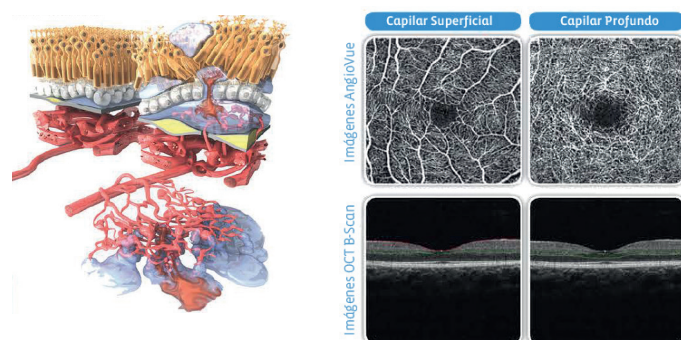 Capilar Superficial
Capilar Profundo
Imágenes AngioVue
Imágenes OCT B-Scan